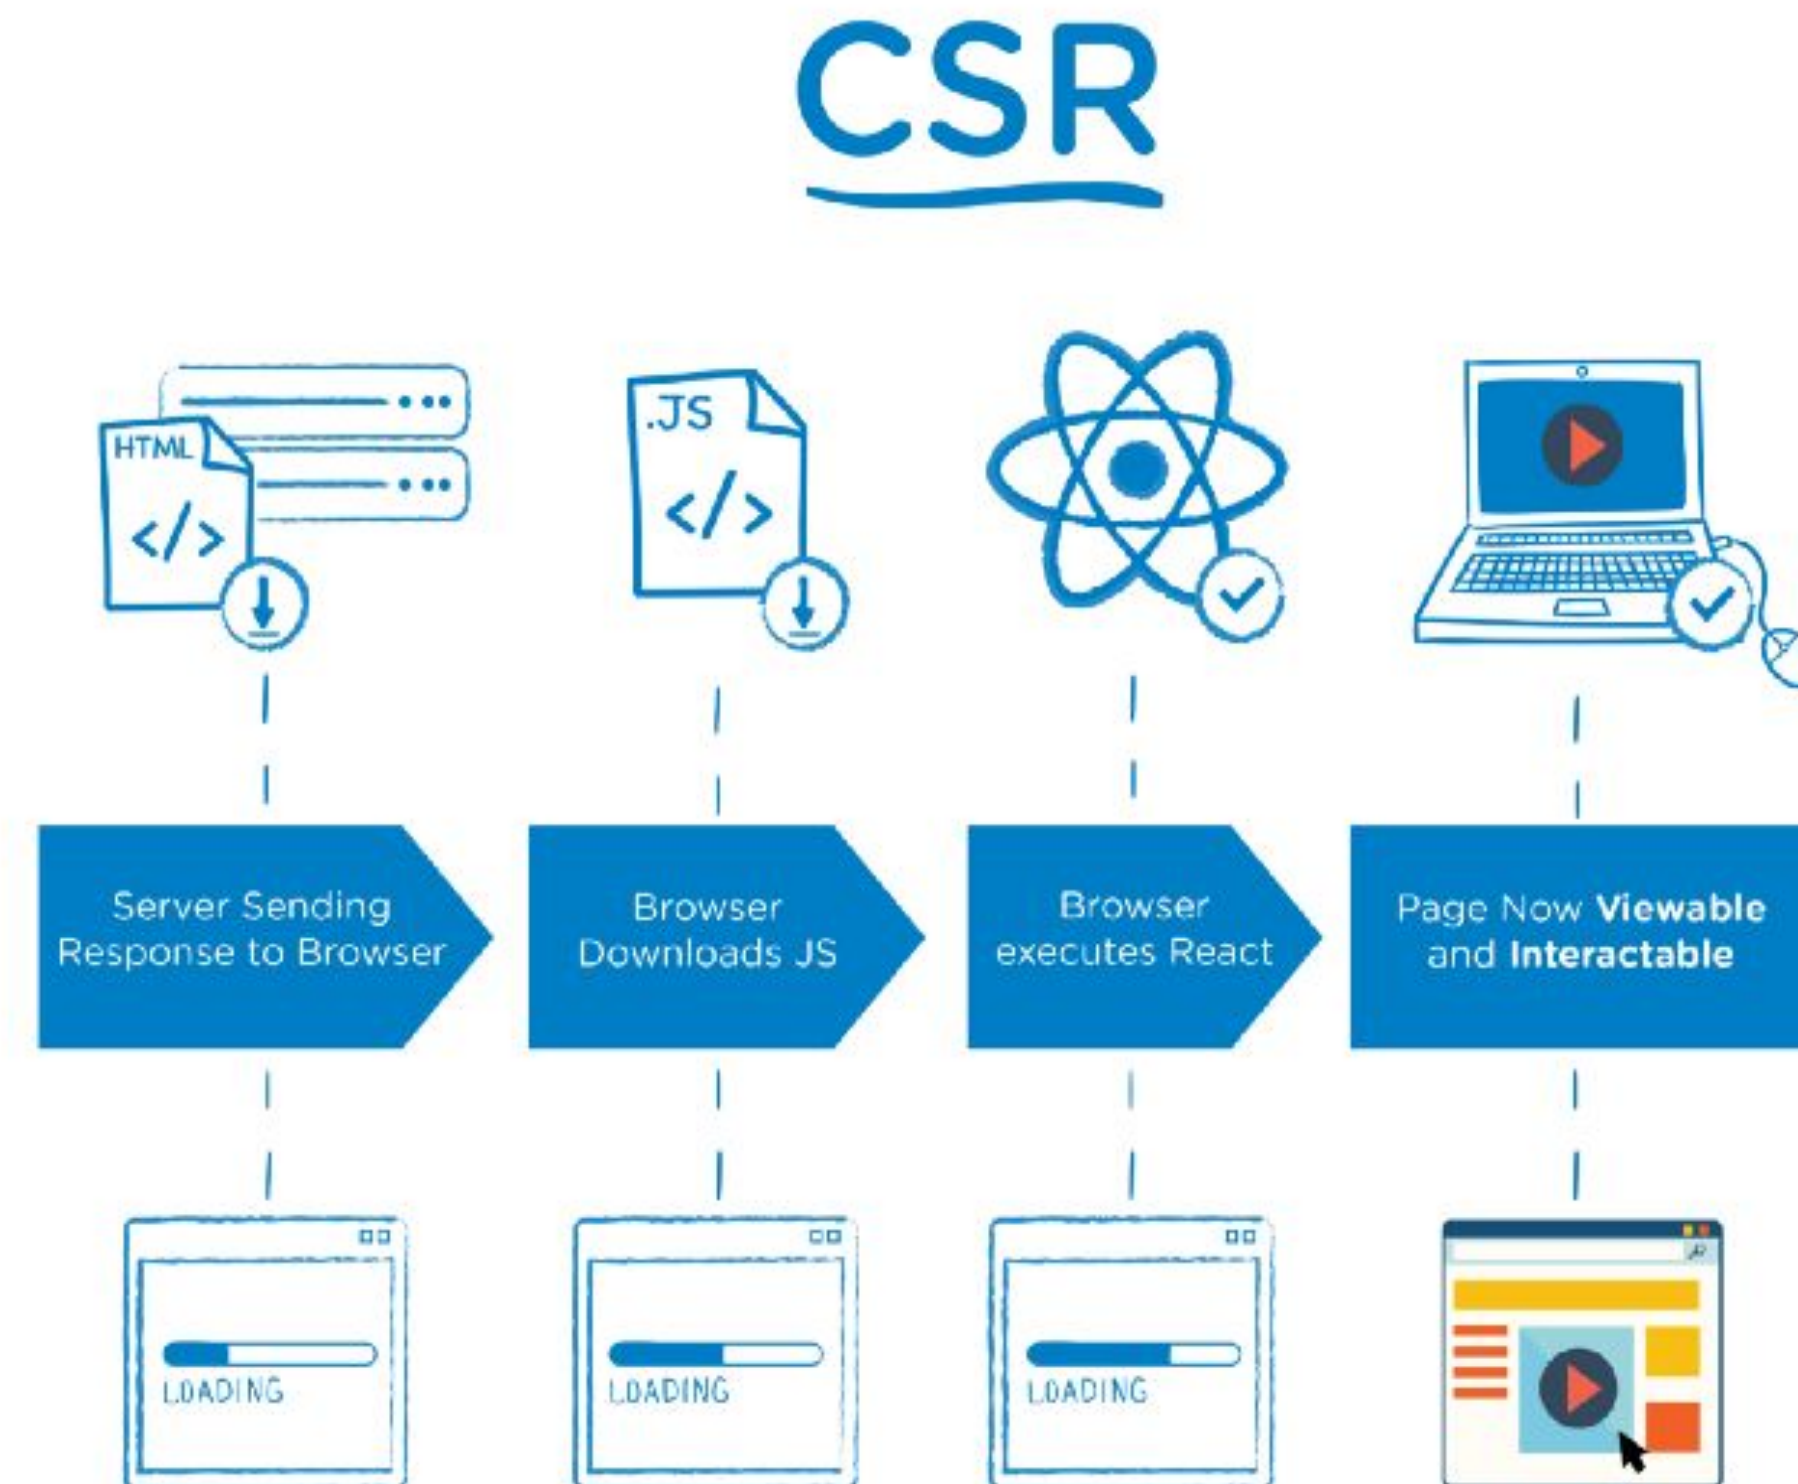 CSR
HTML
</>
.JS
</>
Server Sending
Response to Browser
Browser
Downloads JS
Browser
executes React
Page Now Viewable
and Interactable
LOADING
LOADING
LOADING